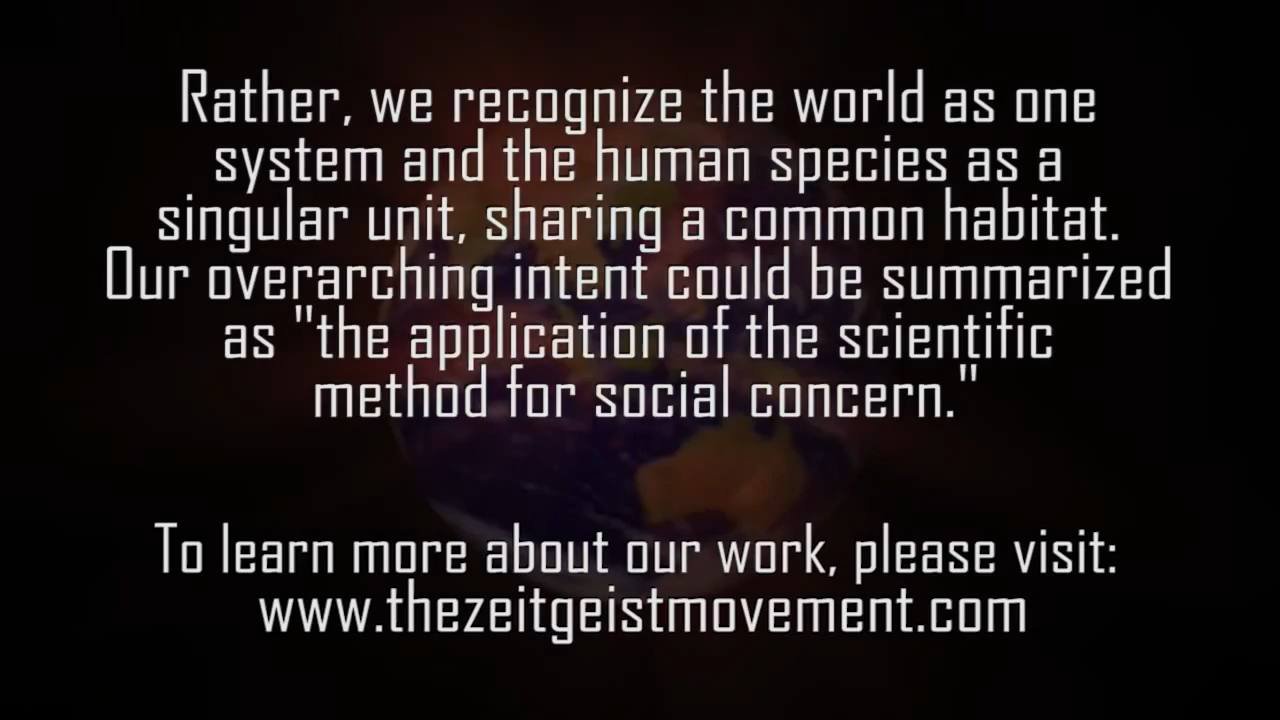 Rather, we recognize the world as one
system and the human species as a
singular unit, sharing a common habitat.
Our overarching intent could be summarized
as "the application of the scientific
method for social concern."
To learn more about our work, please visit:
www.thezeitgeistmovement.com